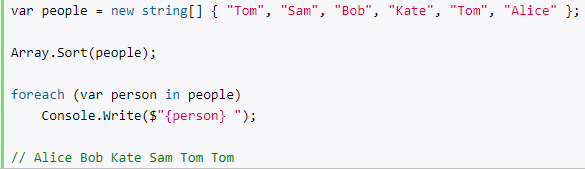 var people = new string[] { "Tom", "Sam", "Bob", "Kate", "Tom", "Alice" };
Array.Sort(people);
foreach (var person in people)
    Console.Write($"{person} ");
// Alice Bob Kate Sam Tom Tom